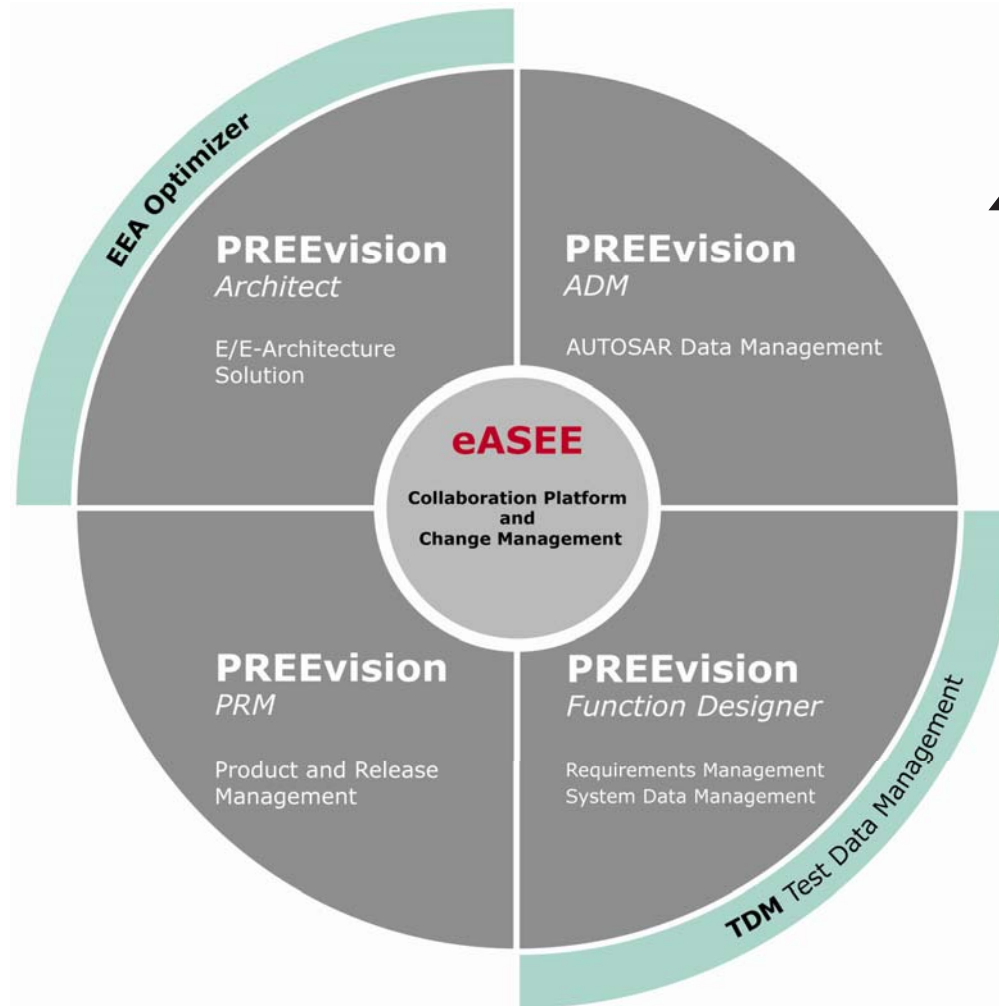 EEA Optimizer
PREEvision
Architect
E/E-Architecture
Solution
PREEvision
ADM
AUTOSAR Data Management
eASEE
Collaboration Platform
and
Change Management
PREEvision
PRM
Product and Release
Management
PREEvision
Function Designer
Requirements Management
System Data Management
TDM Test Data Management